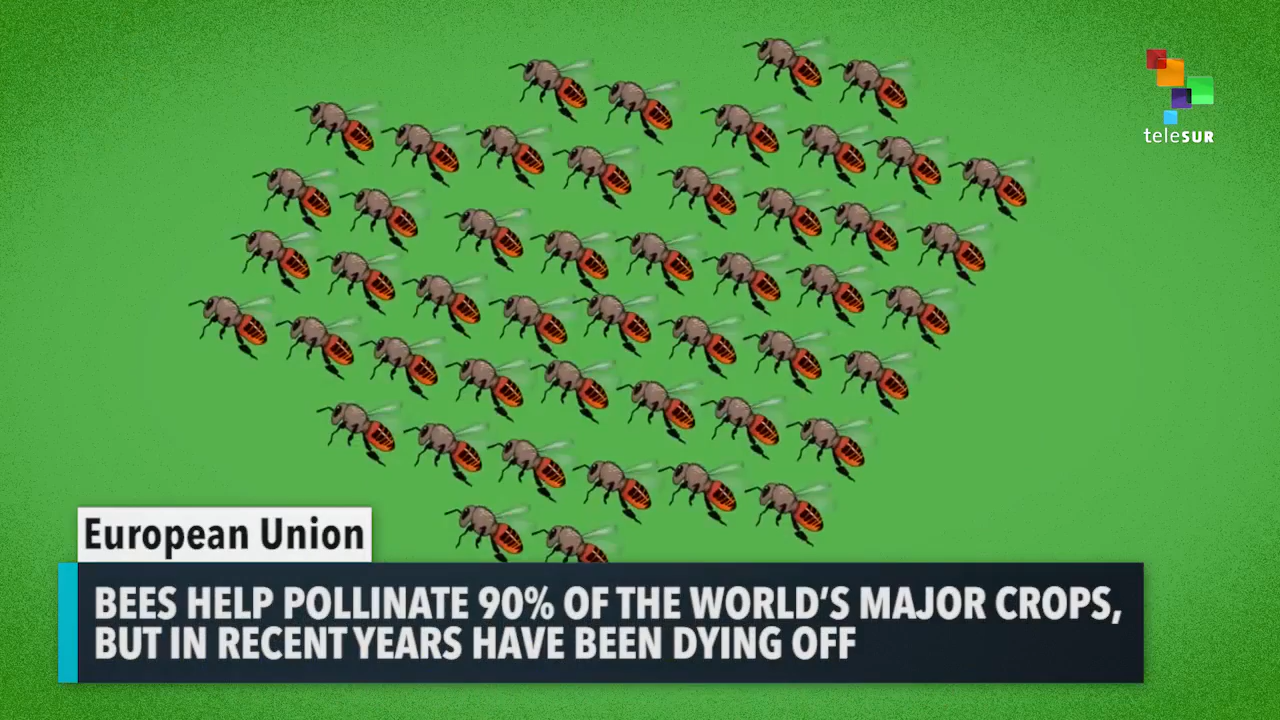 teleSUR
European Union
BEES HELP POLLINATE 90% OF THE WORLD'S MAJOR CROPS,
BUT IN RECENT YEARS HAVE BEEN DYING OFF